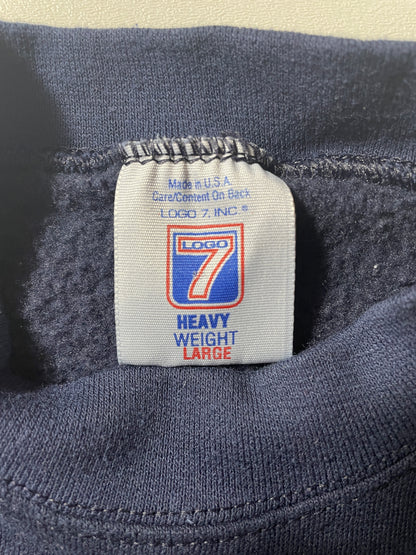 Made in U.S.A.
Care/Content On Back
LOGO 7, INC.®
LOGO
7
HEAVY
WEIGHT
LARGE